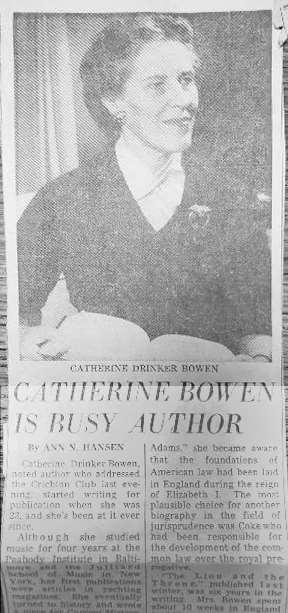 CATHERINE DRINKER BOWEN
CATHERINE BOWEN
IS BUSY AUTHOR
By ANN N. HANSEN
Catherine Drinker Bowen,
noted author who addressed
the Crichton Club last eve-
ning, started writing for
publication when she was
22, and she's been at it ever
since.
Although she studied
music for four years at the
Peabody Institute in Balti-
more and the Juilliard
School of Music in New
York, her first publications
were articles in yachting
magazines. She eventually
turned to history and wrote
Adams," she became aware
that the foundations of
American law had been laid
in England during the reign
of Elizabeth I. The most
plausible choice for another
biography in the field of
jurisprudence was Coke who
had been responsible for
the development of the com-
mon law over the royal pre-
rogative.
"The Lion and the
Throne," published last
winter, was six years in the
writing. Mrs. Bowen spent
about 10 weeks in England